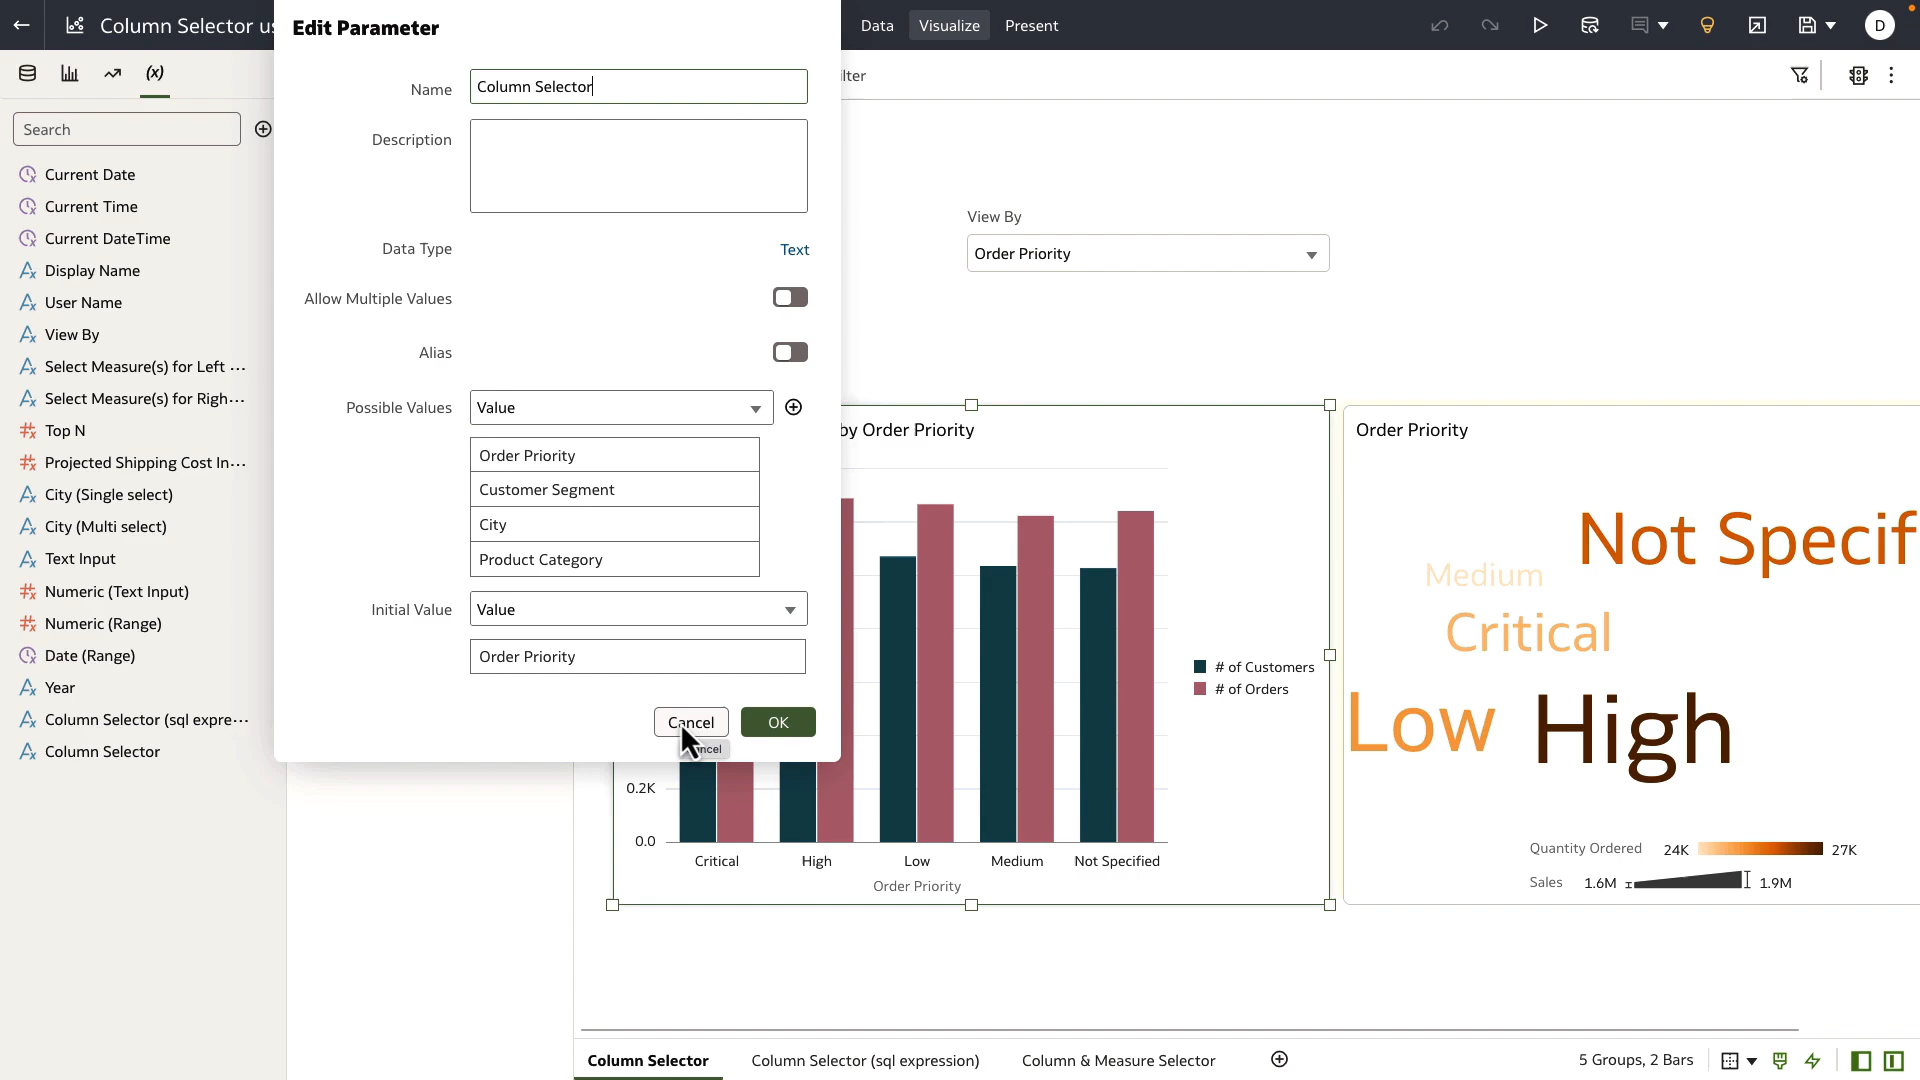 Column Selector us
Edit Parameter
Data
Visualize
Present
D
(x)
Name
Column Selector
ilter
Search
Description
Current Date
Current Time
Current DateTime
Display Name
User Name
View By
Select Measure(s) for Left ...
Select Measure(s) for Righ...
Top N
Projected Shipping Cost In...
City (Single select)
City (Multi select)
Text Input
Numeric (Text Input)
Numeric (Range)
Date (Range)
Year
Column Selector (sql expre...
Column Selector
Data Type
Text
Allow Multiple Values
Alias
Possible Values
Value
Order Priority
Customer Segment
City
Product Category
Initial Value
Value
Order Priority
Cancel
OK
ncel
View By
Order Priority
by Order Priority
# of Customers
# of Orders
0.2K
0.0
Critical
High
Low
Medium
Not Specified
Order Priority
Order Priority
Not Specif
Medium
Critical
Low
High
Quantity Ordered
24K
27K
Sales
1.6M
1.9M
Column Selector
Column Selector (sql expression)
Column & Measure Selector
5 Groups, 2 Bars